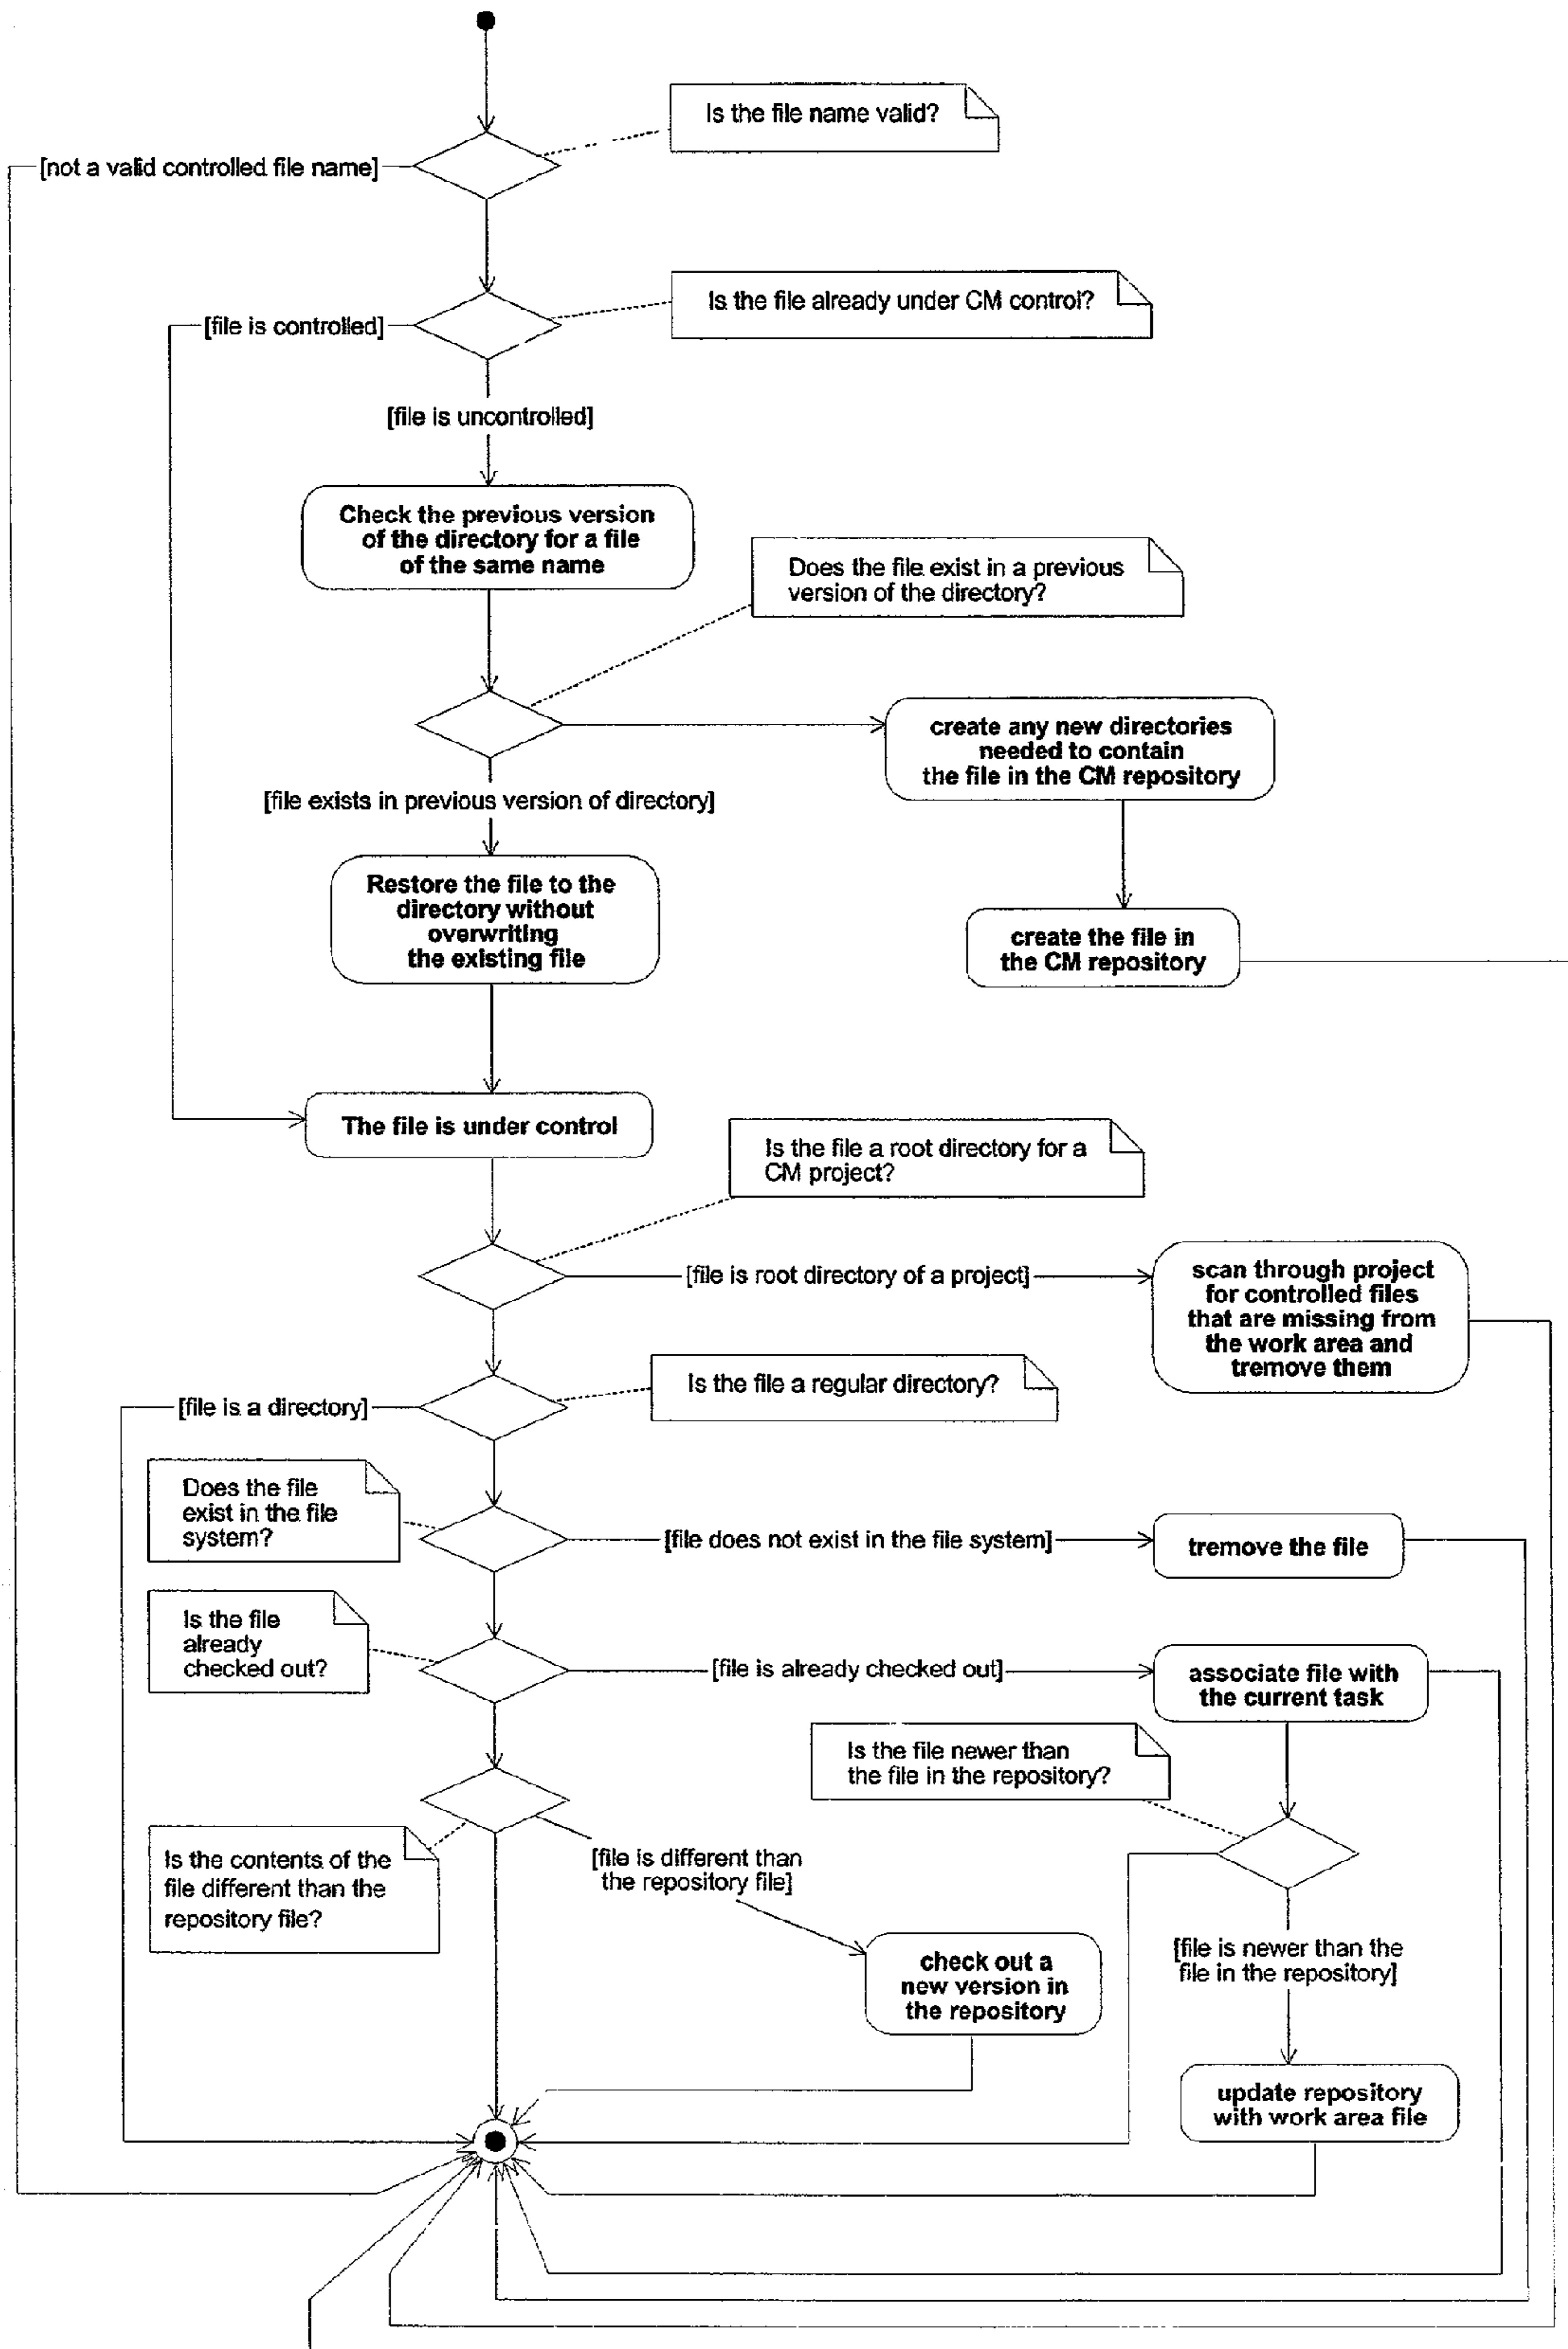 Is the file name valid?
[not a valid controlled file name]
Is the file already under CM control?
[file is controlled]
[file is uncontrolled]
Check the previous version
of the directory for a file
of the same name
Does the file exist in a previous
version of the directory?
create any new directories
needed to contain
the file in the CM repository
[file exists in previous version of directory]
Restore the file to the
directory without
overwriting
the existing file
create the file in
the CM repository
The file is under control
Is the file a root directory for a
CM project?
[file is root directory of a project]
scan through project
for controlled files
that are missing from
the work area and
tremove them
Is the file a regular directory?
[file is a directory]
Does the file
exist in the file
system?
[file does not exist in the file system]
tremove the file
Is the file
already
checked out?
[file is already checked out]
associate file with
the current task
Is the file newer than
the file in the repository?
Is the contents of the
file different than the
repository file?
[file is different than
the repository file]
check out a
new version in
the repository
[file is newer than the
file in the repository]
update repository
with work area file